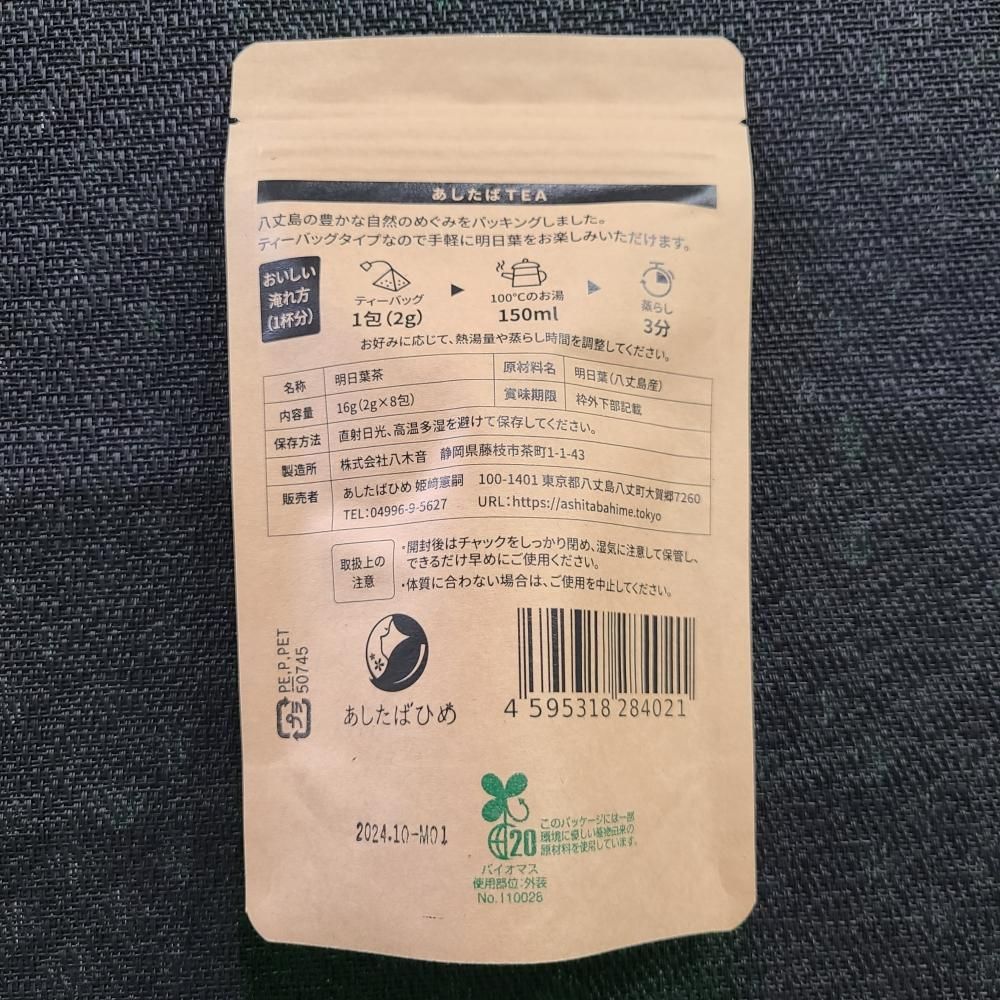 あしたばTEA
八丈島の豊かな自然のめぐみをパッキングしました。
ティーバッグタイプなので手軽に明日葉をお楽しみいただけます。
おいしい
淹れ方
(1杯分)
ティーバッグ
1包(2g)
100℃のお湯
150ml
蒸らし
3分
お好みに応じて、熱湯量や蒸らし時間を調整してください。
名称 明日葉茶 原材料名 明日葉(八丈島産)
内容量 16g(2g×8包) 賞味期限 枠外下部記載
保存方法 直射日光、高温多湿を避けて保存してください。
製造所 株式会社八木音 静岡県藤枝市茶町1-1-43
販売者 あしたばひめ 姫﨑憲嗣 100-1401 東京都八丈島八丈町大賀郷7260
TEL:04996-9-5627 URL:https://ashitabahime.tokyo
取扱上の
注意
・開封後はチャックをしっかり閉め、湿気に注意して保管し、
できるだけ早めにご使用ください。
・体質に合わない場合は、ご使用を中止してください。
プラ
PE,P,PET
50745
あしたばひめ
4 595318 284021
2024.10-M01
20
このパッケージには一部
環境に優しい植物由来の
原材料を使用しています。
バイオマス
使用部位:外装
No.110028